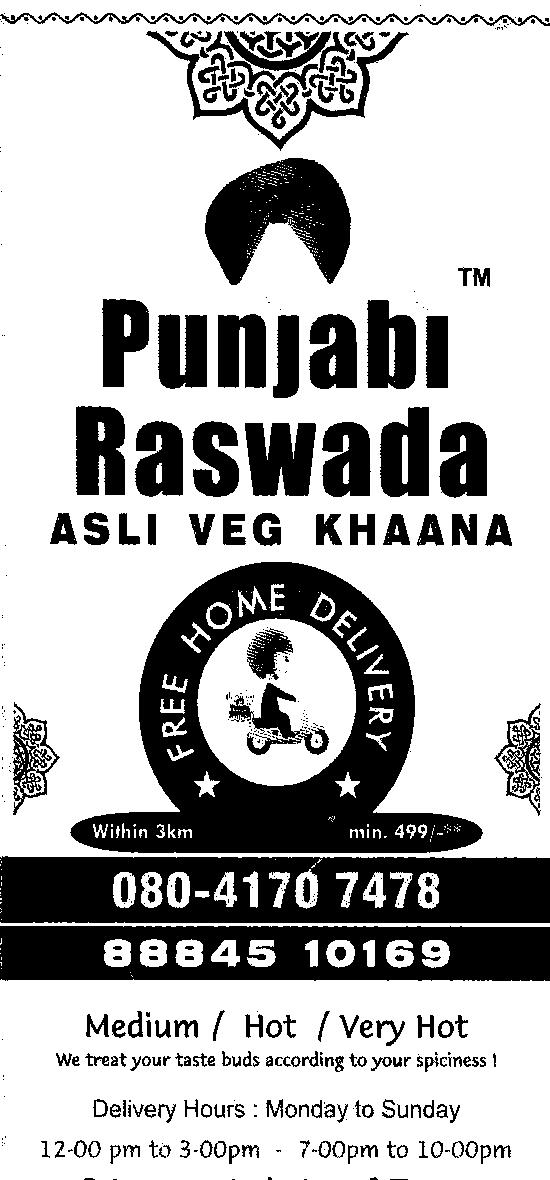 TM
Punjabi
Raswada
ASLI VEG KHAANA
FREE HOME DELIVERY
Within 3km min. 499/-**
080-4170 7478
88845 10169
Medium / Hot / Very Hot
We treat your taste buds according to your spiciness !
Delivery Hours : Monday to Sunday
12-00 pm to 3-00pm - 7-00pm to 10-00pm